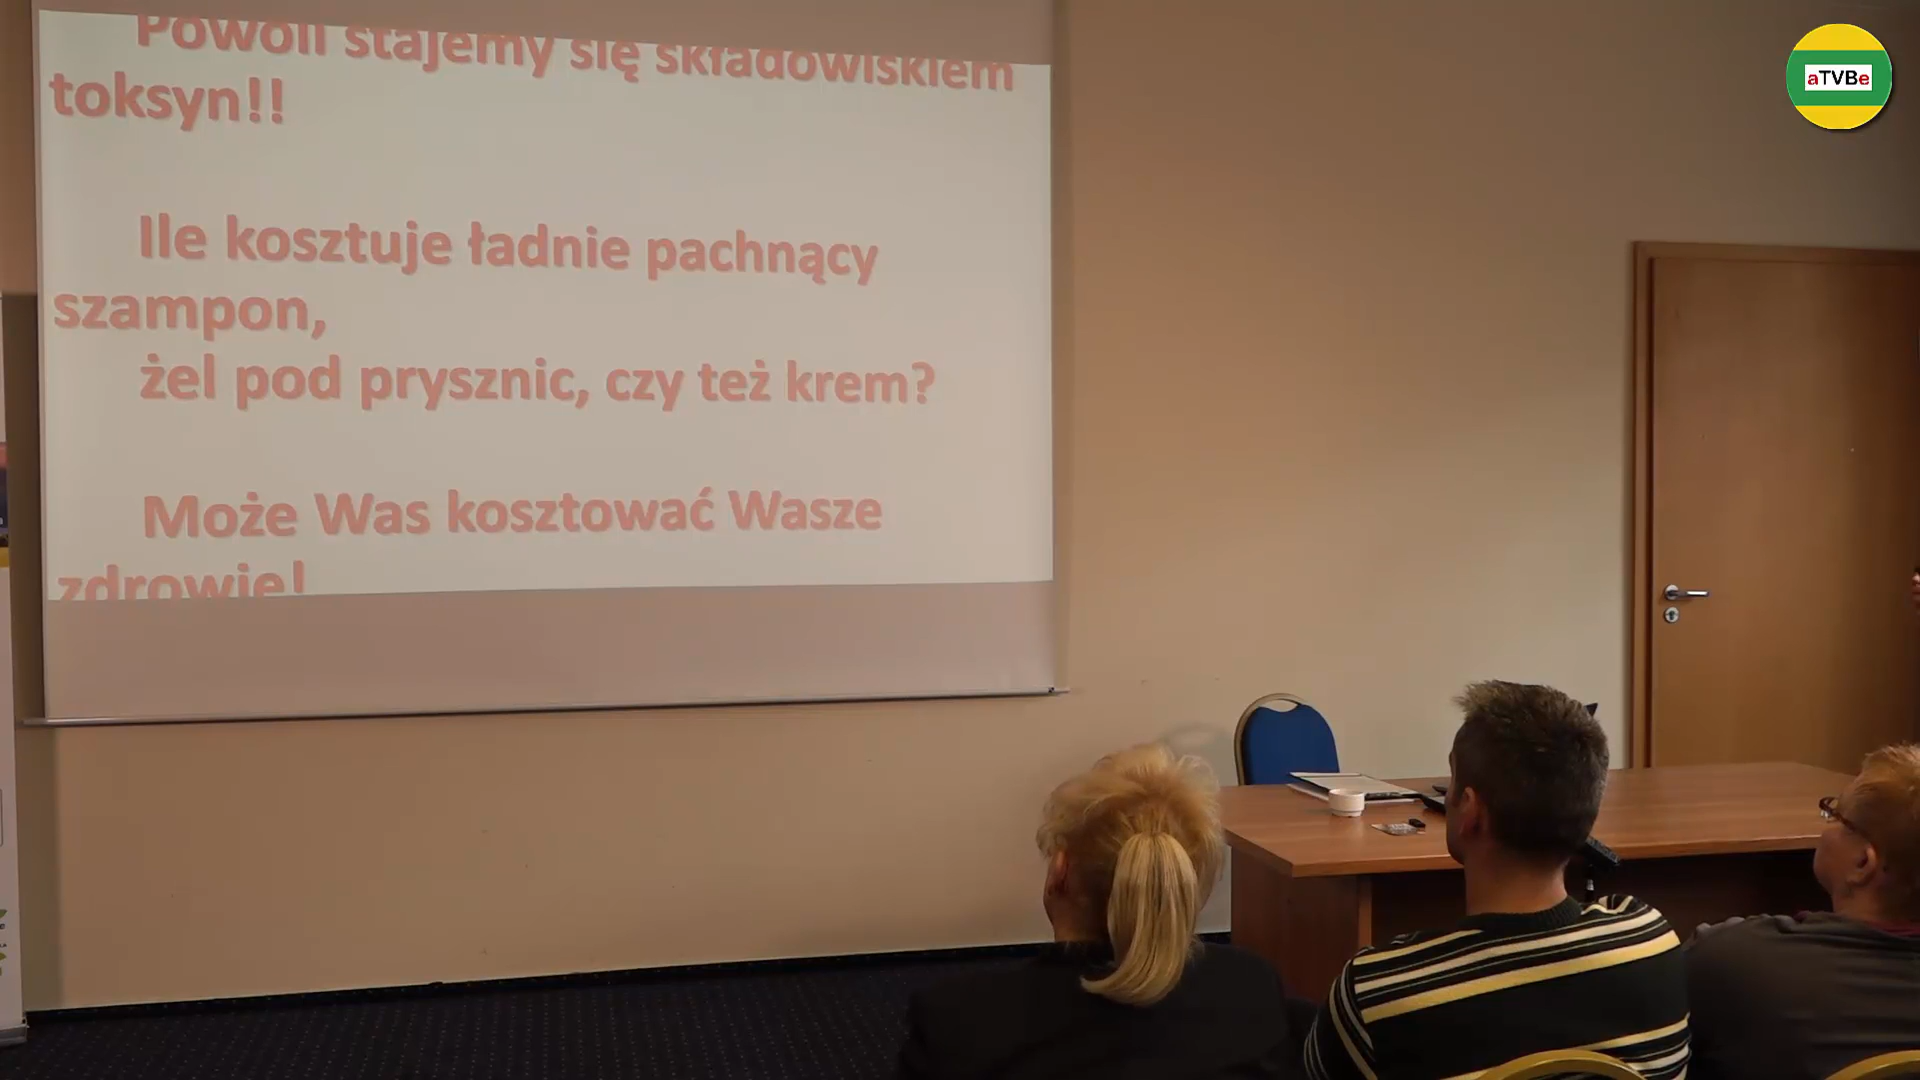 Powoli stajemy się składowiskiem
toksyn!!
Ile kosztuje ładnie pachnący
szampon,
żel pod prysznic, czy też krem?
Może Was kosztować Wasze
zdrowie!
aTVBe